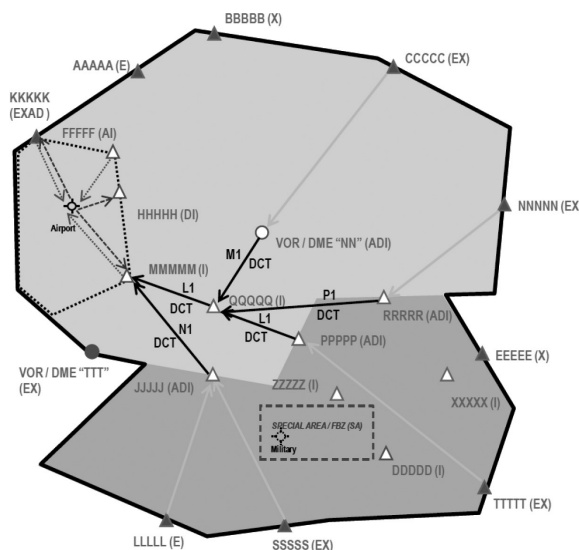 BBBBB (X)
CCCCC (EX)
AAAAA (E)
KKKKK
(EXAD)
FFFFF (AI)
NNNNN (EX
HHHHH (DI)
Airport
VOR / DME “NN” (ADI)
M1
DCT
MMMMM (I)
L1
DCT
QQQQQ (I)
P1
DCT
RRRRR (ADI)
L1
DCT
N1
DCT
PPPPP (ADI)
EEEEE (X)
VOR / DME “TTT”
(EX)
JJJJJ (ADI)
ZZZZZ (I)
XXXXX (I)
SPECIAL AREA / FBZ (SA)
Military
DDDDD (I)
TTTTT (EX)
LLLLL (E)
SSSSS (EX)